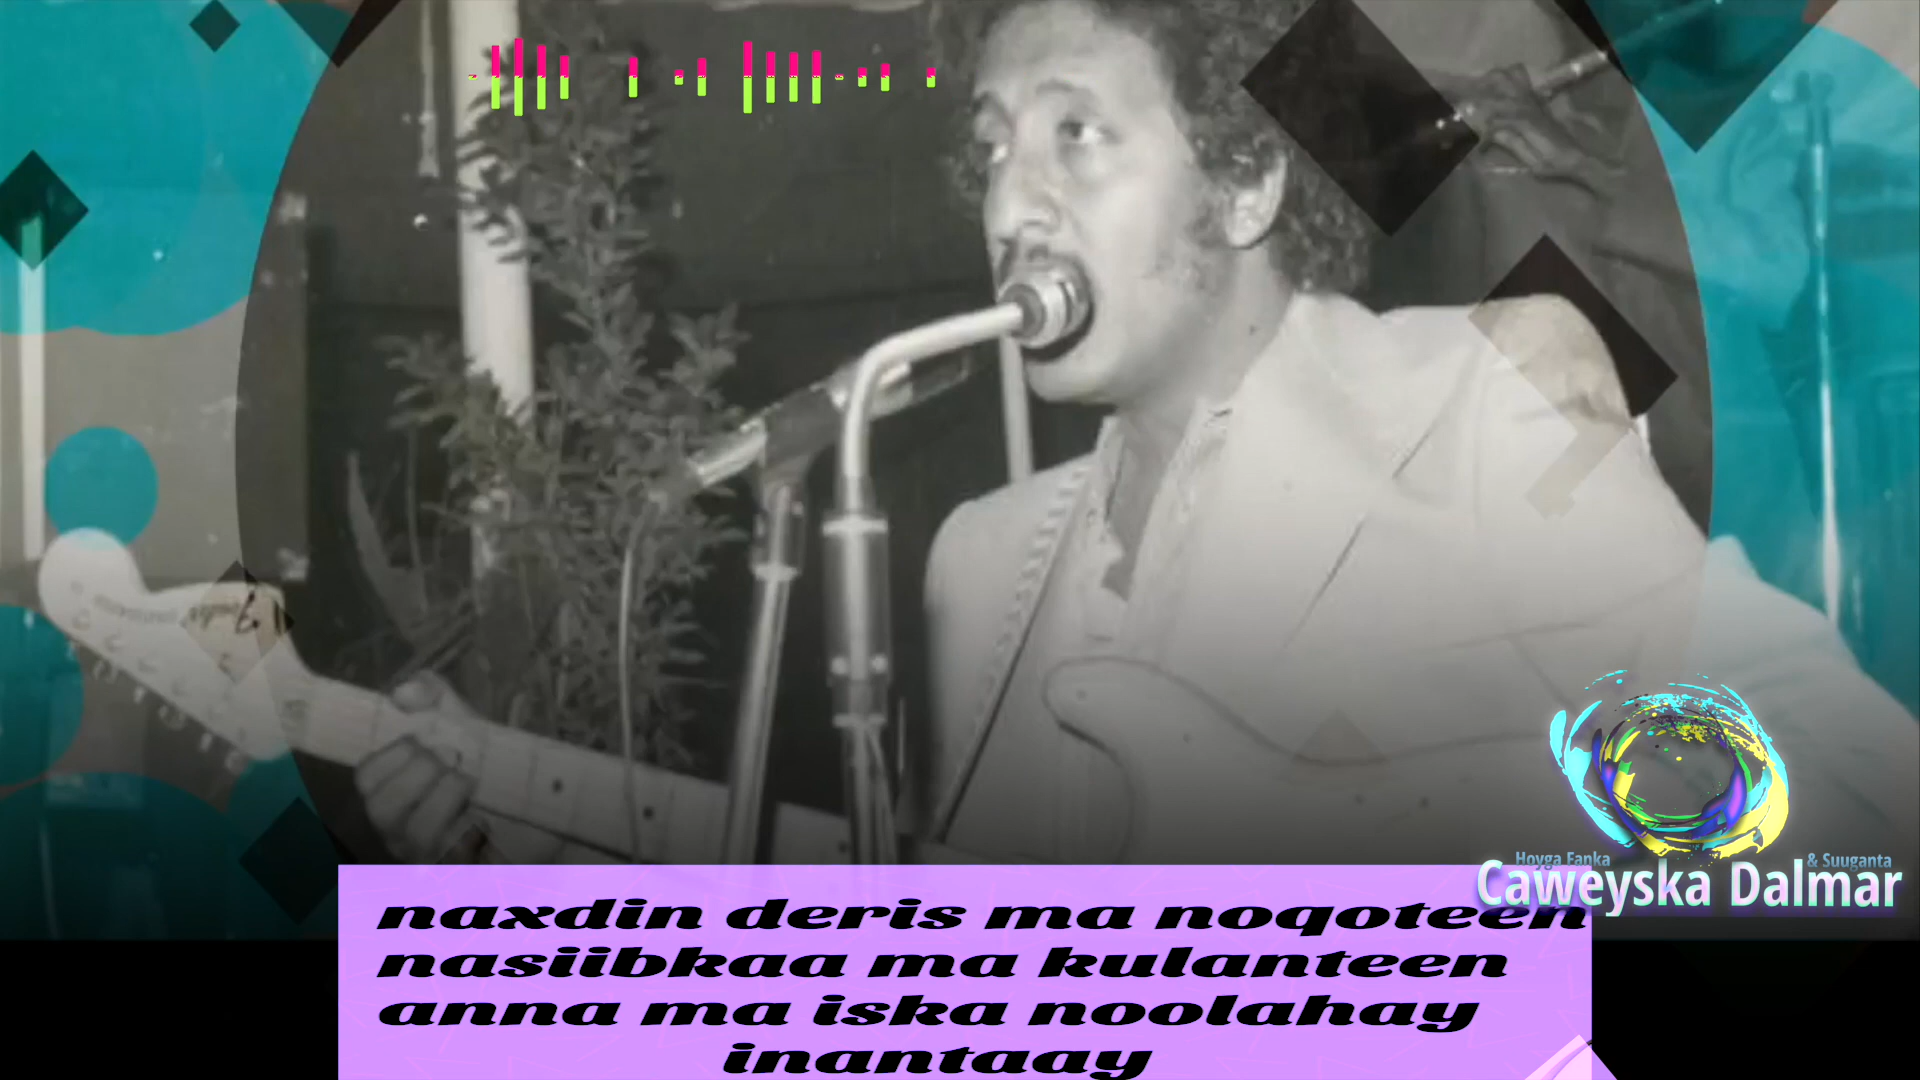 Hoyga Fanka & Suuganta
Caweyska Dalmar
naxdin deris ma noqoteen
nasiibkaa ma kulanteen
anna ma iska noolahay
inantaay